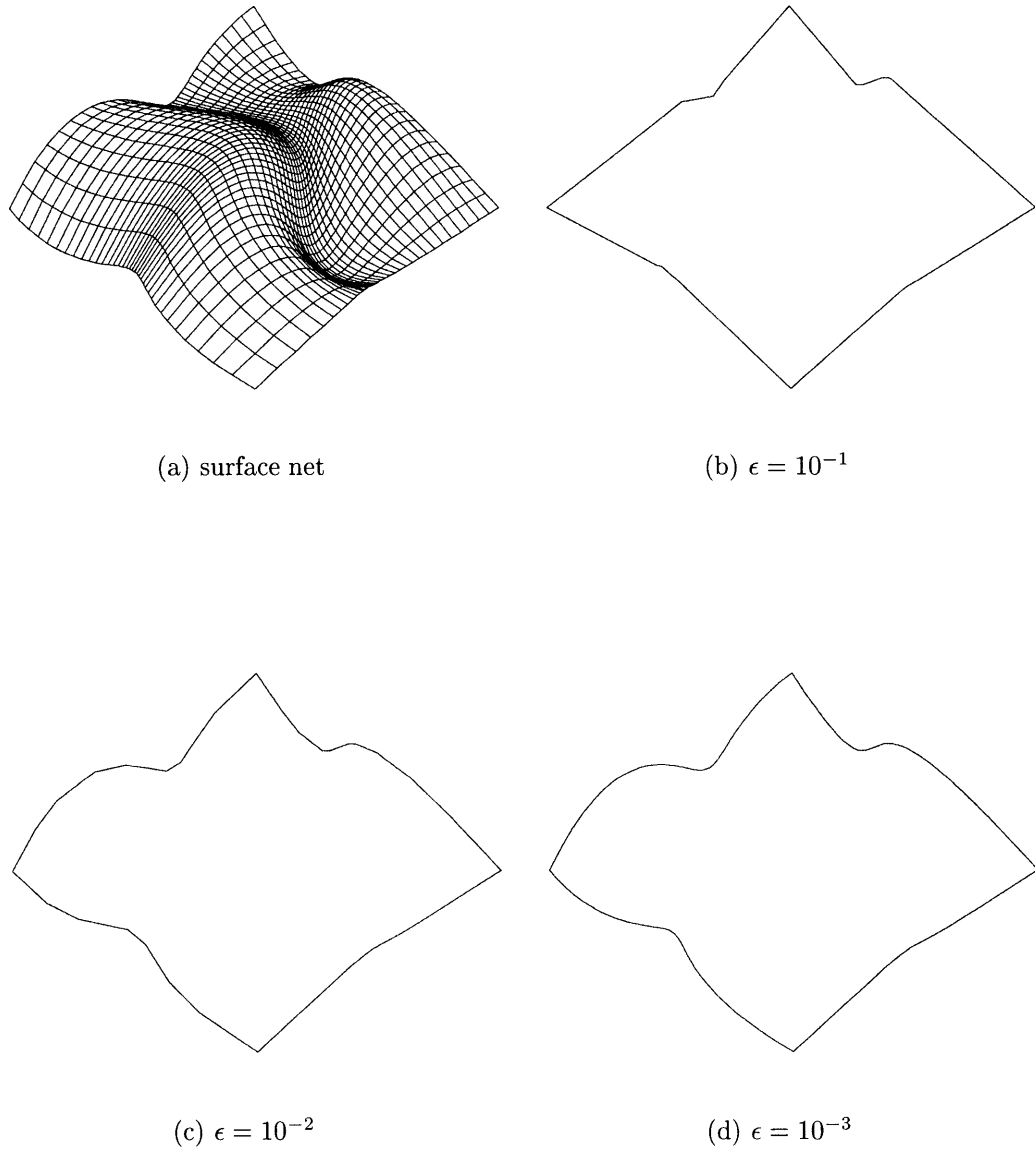 (a) surface net
(b) ϵ = 10⁻¹
(c) ϵ = 10⁻²
(d) ϵ = 10⁻³